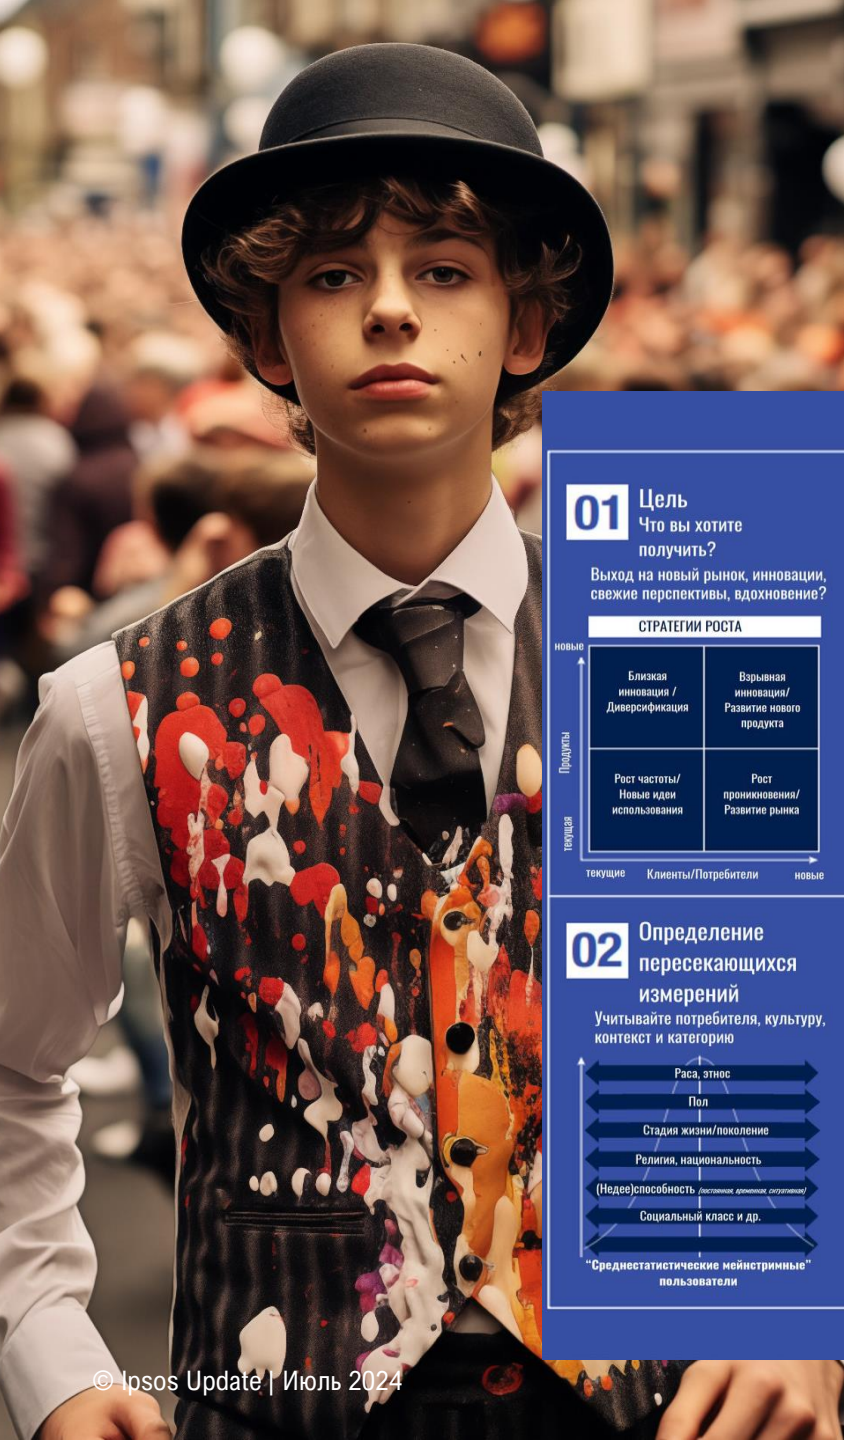 01
Цель
Что вы хотите
получить?
Выход на новый рынок, инновации,
свежие перспективы, вдохновение?
СТРАТЕГИИ РОСТА
новые
Продукты
текущая
Близкая
инновация /
Диверсификация
Взрывная
инновация/
Развитие нового
продукта
Рост частоты/
Новые идеи
использования
Рост
проникновения/
Развитие рынка
текущие
Клиенты/Потребители
новые
02
Определение
пересекающихся
измерений
Учитывайте потребителя, культуру,
контекст и категорию
Раса, этнос
Пол
Стадия жизни/поколение
Религия, национальность
(Недее)способность (постоянная, временная, ситуативная)
Социальный класс и др.
“Среднестатистические мейнстримные”
пользователи
© Ipsos Update | Июль 2024